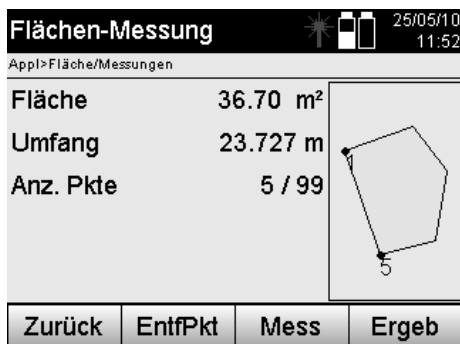 Flächen-Messung
25/05/10
11:52
Appl>Fläche/Messungen
Fläche 36.70 m²
Umfang 23.727 m
Anz. Pkte 5 / 99
1
5
Zurück EntfPkt Mess Ergeb